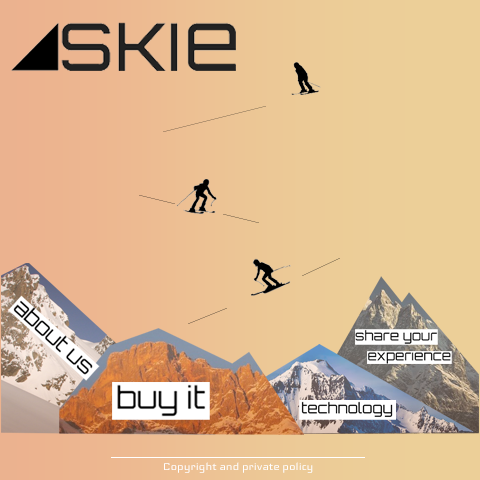 SKIE
about us
buy it
share your
experience
technology
Copyright and private policy